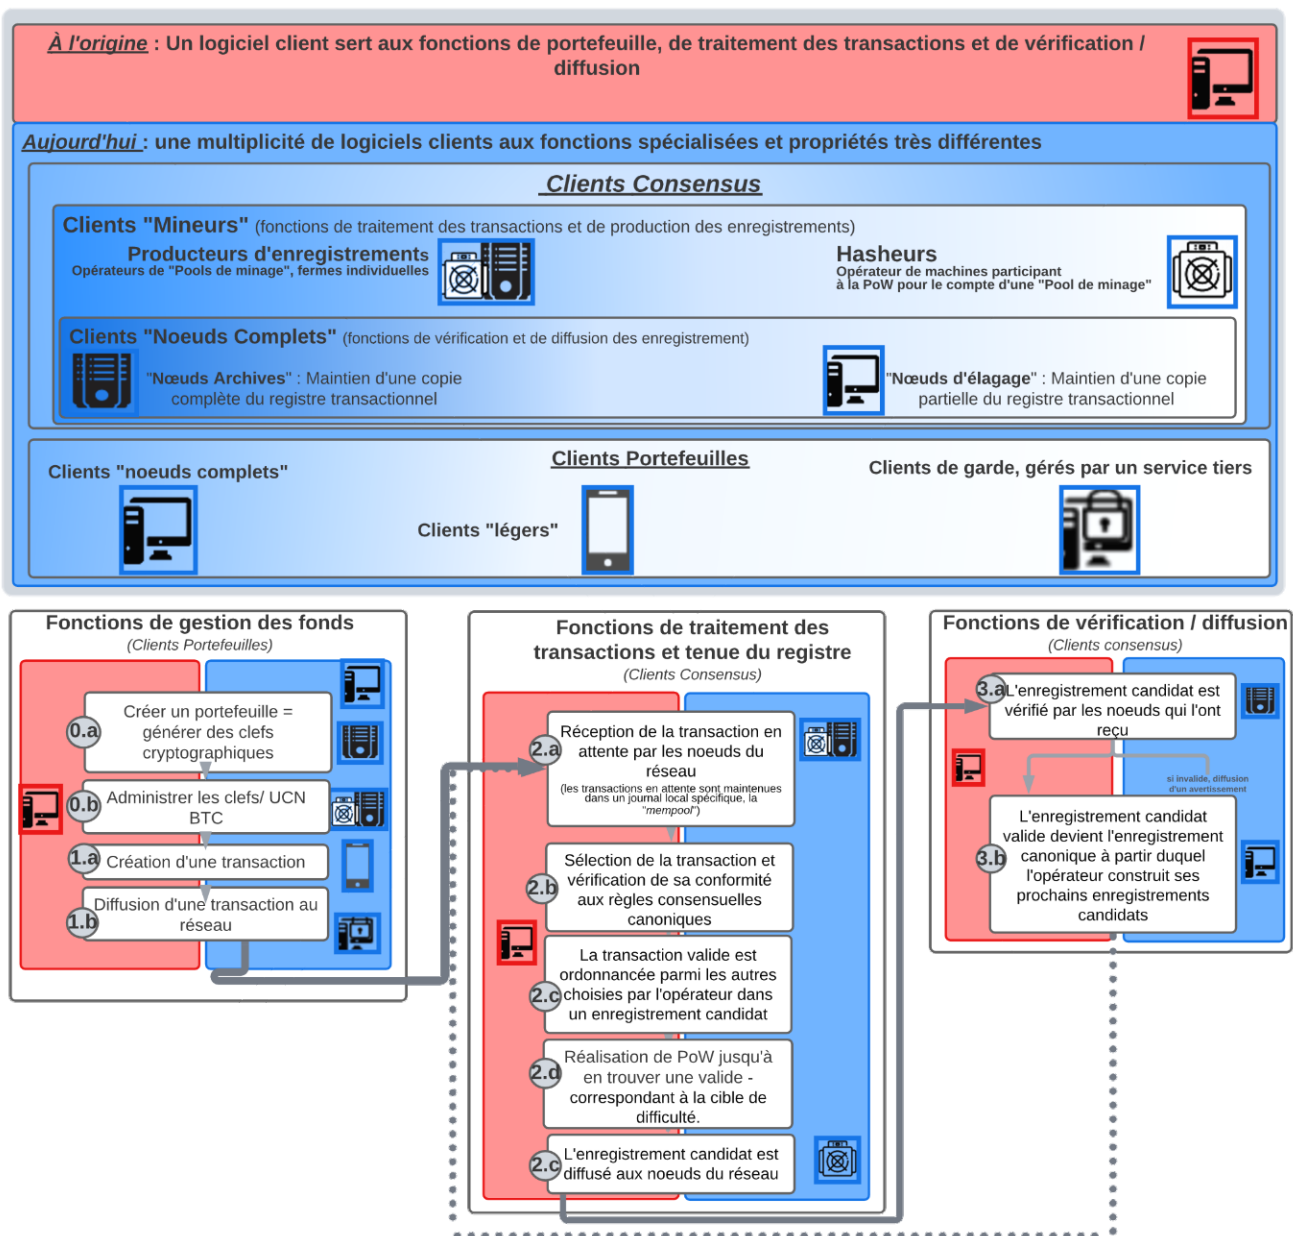 À l'origine : Un logiciel client sert aux fonctions de portefeuille, de traitement des transactions et de vérification /
diffusion
Aujourd'hui : une multiplicité de logiciels clients aux fonctions spécialisées et propriétés très différentes
Clients Consensus
Clients "Mineurs" (fonctions de traitement des transactions et de production des enregistrements)
Producteurs d'enregistrements
Opérateurs de "Pools de minage", fermes individuelles
Hasheurs
Opérateur de machines participant
à la PoW pour le compte d'une "Pool de minage"
Clients "Noeuds Complets" (fonctions de vérification et de diffusion des enregistrement)
"Nœuds Archives" : Maintien d'une copie
complète du registre transactionnel
"Nœuds d'élagage" : Maintien d'une copie
partielle du registre transactionnel
Clients Portefeuilles
Clients "noeuds complets"
Clients "légers"
Clients de garde, gérés par un service tiers
Fonctions de gestion des fonds
(Clients Portefeuilles)
0.a
Créer un portefeuille =
générer des clefs
cryptographiques
0.b
Administrer les clefs/ UCN
BTC
1.a
Création d'une transaction
1.b
Diffusion d'une transaction au
réseau
Fonctions de traitement des
transactions et tenue du registre
(Clients Consensus)
2.a
Réception de la transaction en
attente par les noeuds du
réseau
(les transactions en attente sont maintenues
dans un journal local spécifique, la
"mempool")
2.b
Sélection de la transaction et
vérification de sa conformité
aux règles consensuelles
canoniques
2.c
La transaction valide est
ordonnancée parmi les autres
choisies par l'opérateur dans
un enregistrement candidat
2.d
Réalisation de PoW jusqu'à
en trouver une valide -
correspondant à la cible de
difficulté.
2.c
L'enregistrement candidat est
diffusé aux noeuds du réseau
Fonctions de vérification / diffusion
(Clients consensus)
3.a
L'enregistrement candidat est
vérifié par les noeuds qui l'ont
reçu
si invalide, diffusion
d'un avertissement
3.b
L'enregistrement candidat
valide devient l'enregistrement
canonique à partir duquel
l'opérateur construit ses
prochains enregistrements
candidats